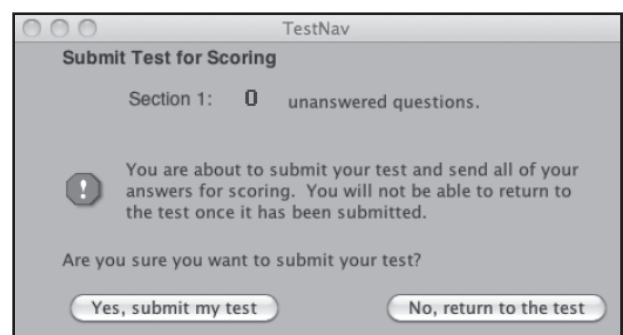 TestNav
Submit Test for Scoring
Section 1: 0 unanswered questions.
You are about to submit your test and send all of your
answers for scoring. You will not be able to return to
the test once it has been submitted.
Are you sure you want to submit your test?
Yes, submit my test
No, return to the test